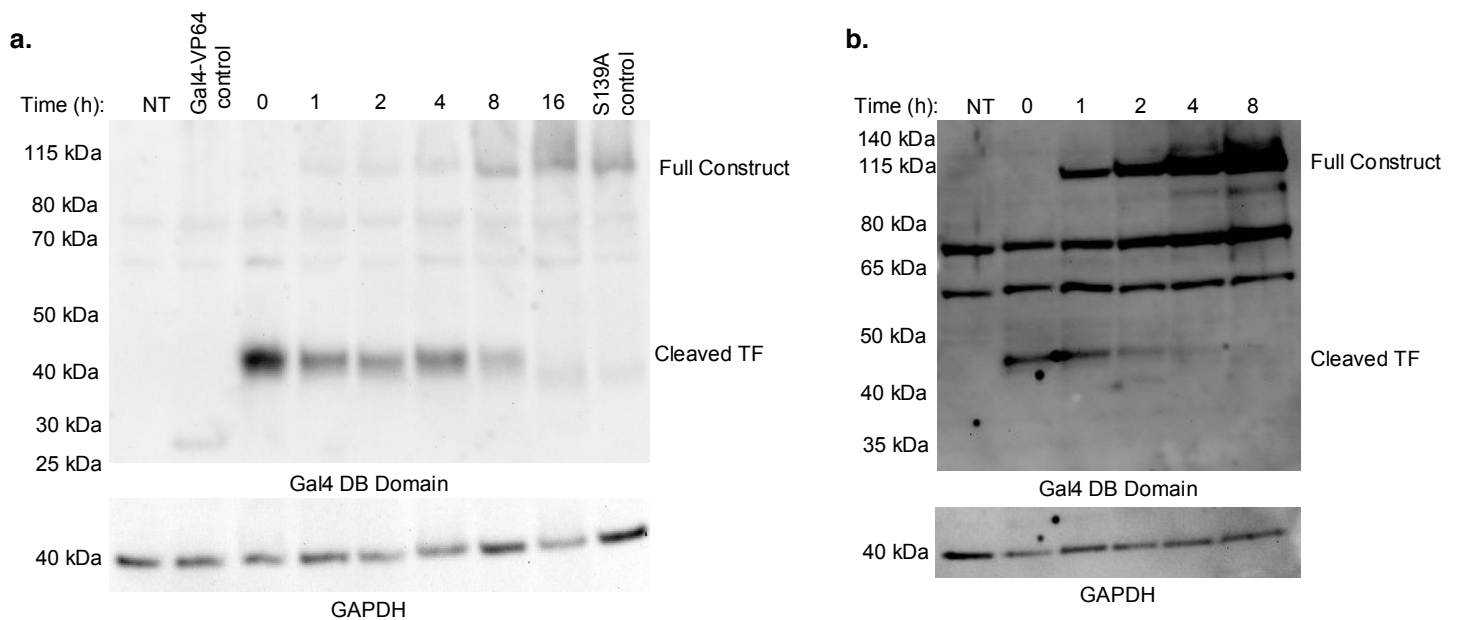 a.
Time (h): NT Gal4-VP64 control 0 1 2 4 8 16 S139A control
115 kDa
Full Construct
80 kDa
70 kDa
50 kDa
Cleaved TF
40 kDa
30 kDa
25 kDa
Gal4 DB Domain
40 kDa
GAPDH
b.
Time (h): NT 0 1 2 4 8
140 kDa
115 kDa
Full Construct
80 kDa
65 kDa
50 kDa
Cleaved TF
40 kDa
35 kDa
Gal4 DB Domain
40 kDa
GAPDH